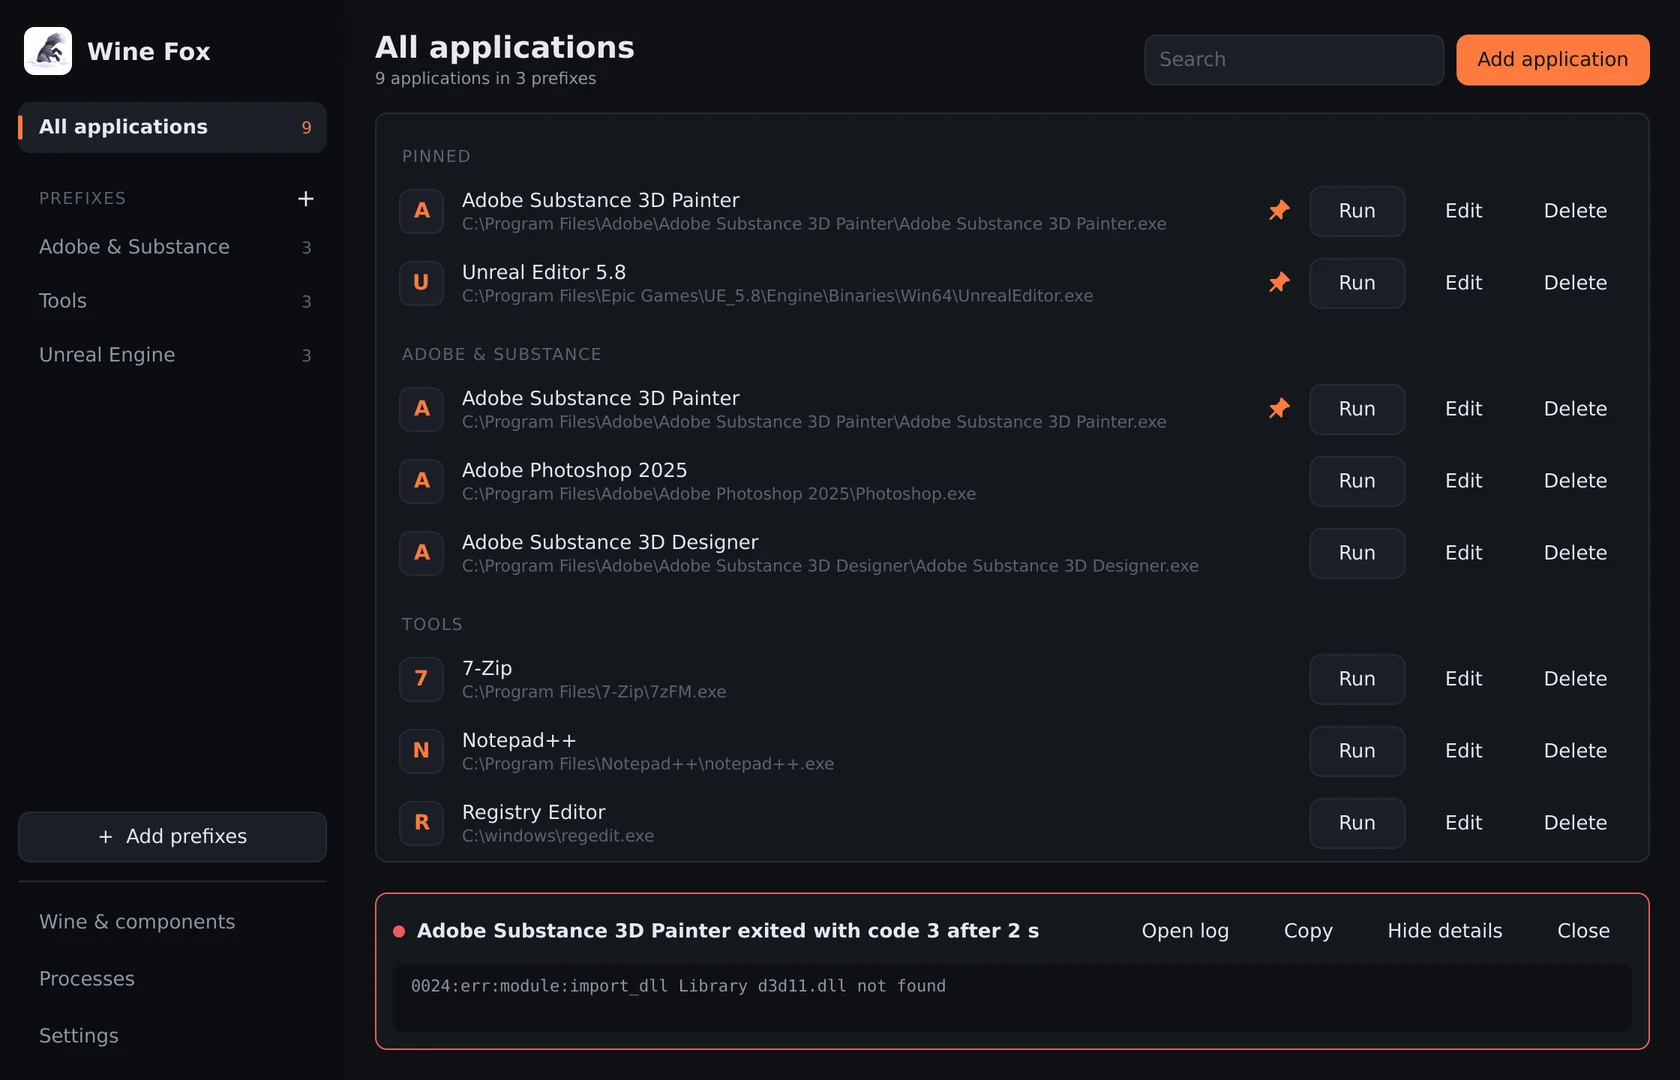 Wine Fox
All applications 9
PREFIXES +
Adobe & Substance 3
Tools 3
Unreal Engine 3
+ Add prefixes
Wine & components
Processes
Settings
All applications
9 applications in 3 prefixes
Search
Add application
PINNED
A Adobe Substance 3D Painter Run Edit Delete
C:\Program Files\Adobe\Adobe Substance 3D Painter\Adobe Substance 3D Painter.exe
U Unreal Editor 5.8 Run Edit Delete
C:\Program Files\Epic Games\UE_5.8\Engine\Binaries\Win64\UnrealEditor.exe
ADOBE & SUBSTANCE
A Adobe Substance 3D Painter Run Edit Delete
C:\Program Files\Adobe\Adobe Substance 3D Painter\Adobe Substance 3D Painter.exe
A Adobe Photoshop 2025 Run Edit Delete
C:\Program Files\Adobe\Adobe Photoshop 2025\Photoshop.exe
A Adobe Substance 3D Designer Run Edit Delete
C:\Program Files\Adobe\Adobe Substance 3D Designer\Adobe Substance 3D Designer.exe
TOOLS
7 7-Zip Run Edit Delete
C:\Program Files\7-Zip\7zFM.exe
N Notepad++ Run Edit Delete
C:\Program Files\Notepad++\notepad++.exe
R Registry Editor Run Edit Delete
C:\windows\regedit.exe
Adobe Substance 3D Painter exited with code 3 after 2 s Open log Copy Hide details Close
0024:err:module:import_dll Library d3d11.dll not found